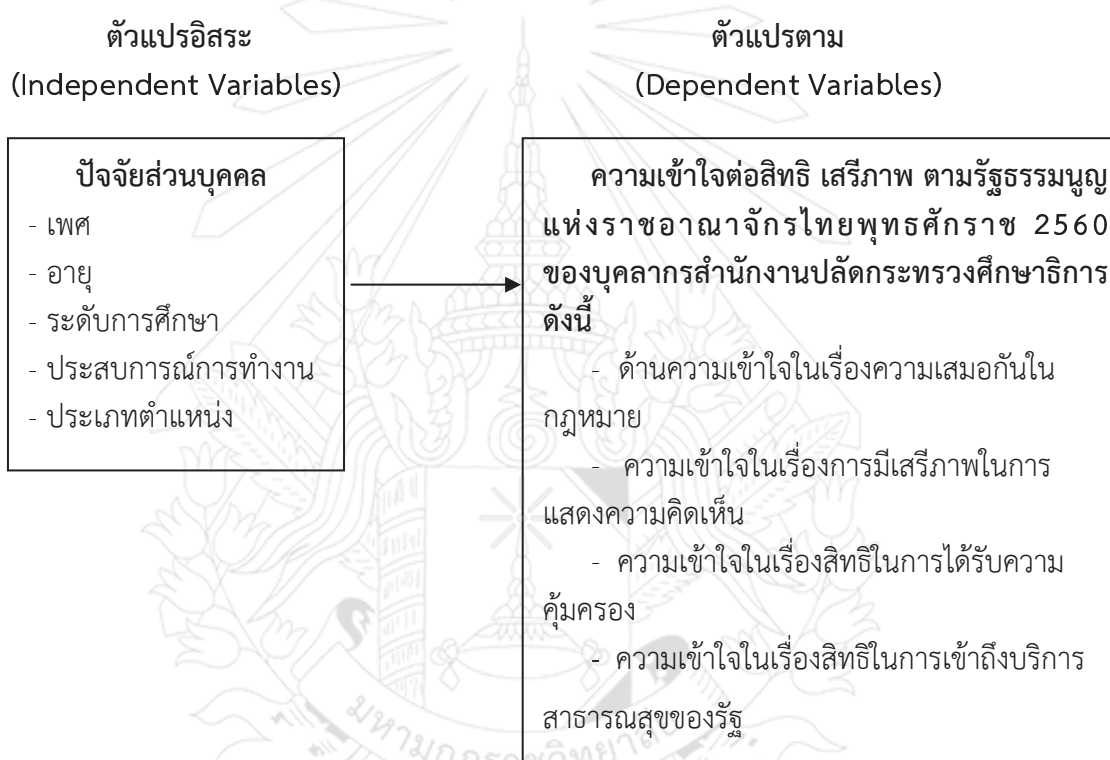 ตัวแปรอิสระ
(Independent Variables)
ตัวแปรตาม
(Dependent Variables)
ปัจจัยส่วนบุคคล
- เพศ
- อายุ
- ระดับการศึกษา
- ประสบการณ์การทำงาน
- ประเภทตำแหน่ง
ความเข้าใจต่อสิทธิ เสรีภาพ ตามรัฐธรรมนูญ
แห่งราชอาณาจักรไทยพุทธศักราช 2560
ของบุคลากรสำนักงานปลัดกระทรวงศึกษาธิการ
ดังนี้
- ด้านความเข้าใจในเรื่องความเสมอกันใน
กฎหมาย
- ความเข้าใจในเรื่องการมีเสรีภาพในการ
แสดงความคิดเห็น
- ความเข้าใจในเรื่องสิทธิในการได้รับความ
คุ้มครอง
- ความเข้าใจในเรื่องสิทธิในการเข้าถึงบริการ
สาธารณสุขของรัฐ